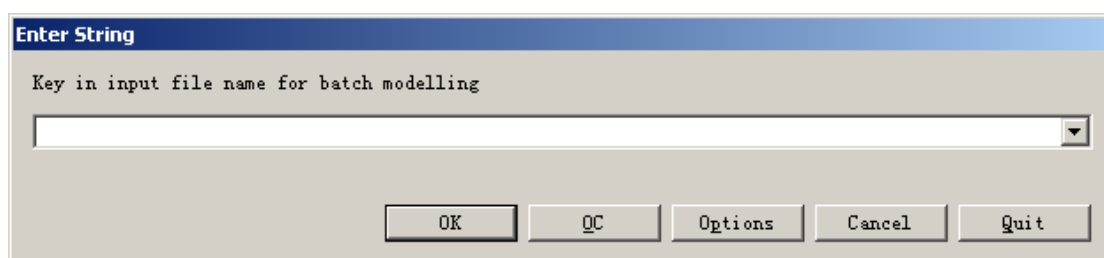 Enter String
Key in input file name for batch modelling
OK QC Options Cancel Quit